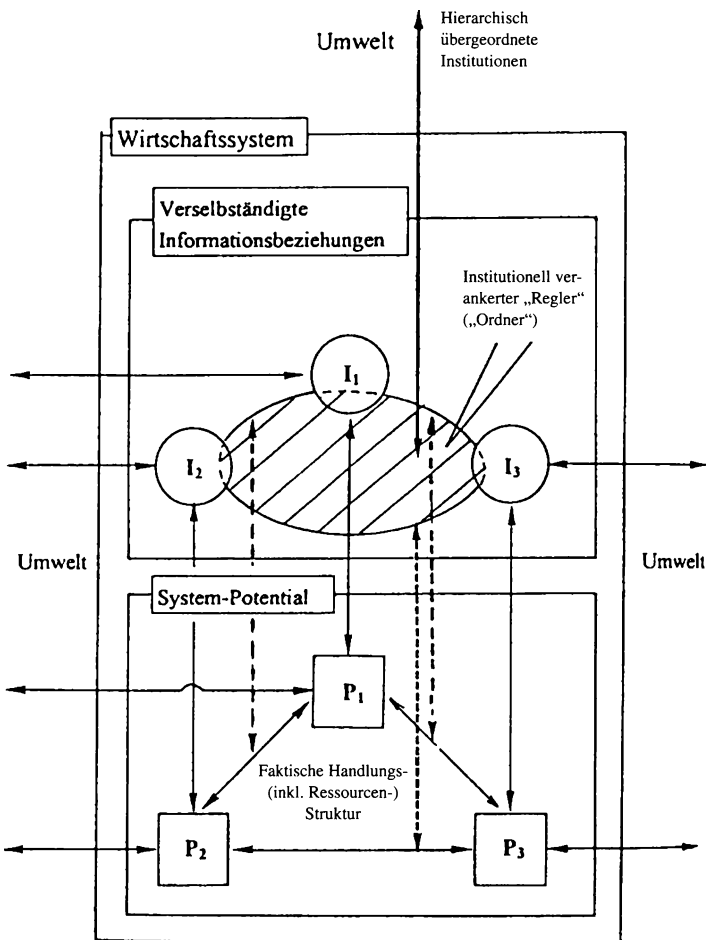 Hierarchisch
übergeordnete
Institutionen
Umwelt
Wirtschaftssystem
Verselbständigte
Informationsbeziehungen
Institutionell ver-
ankerter „Regler“
(„Ordner“)
I₁
I₂
I₃
Umwelt
Umwelt
System-Potential
P₁
Faktische Handlungs-
(inkl. Ressourcen-)
Struktur
P₂
P₃